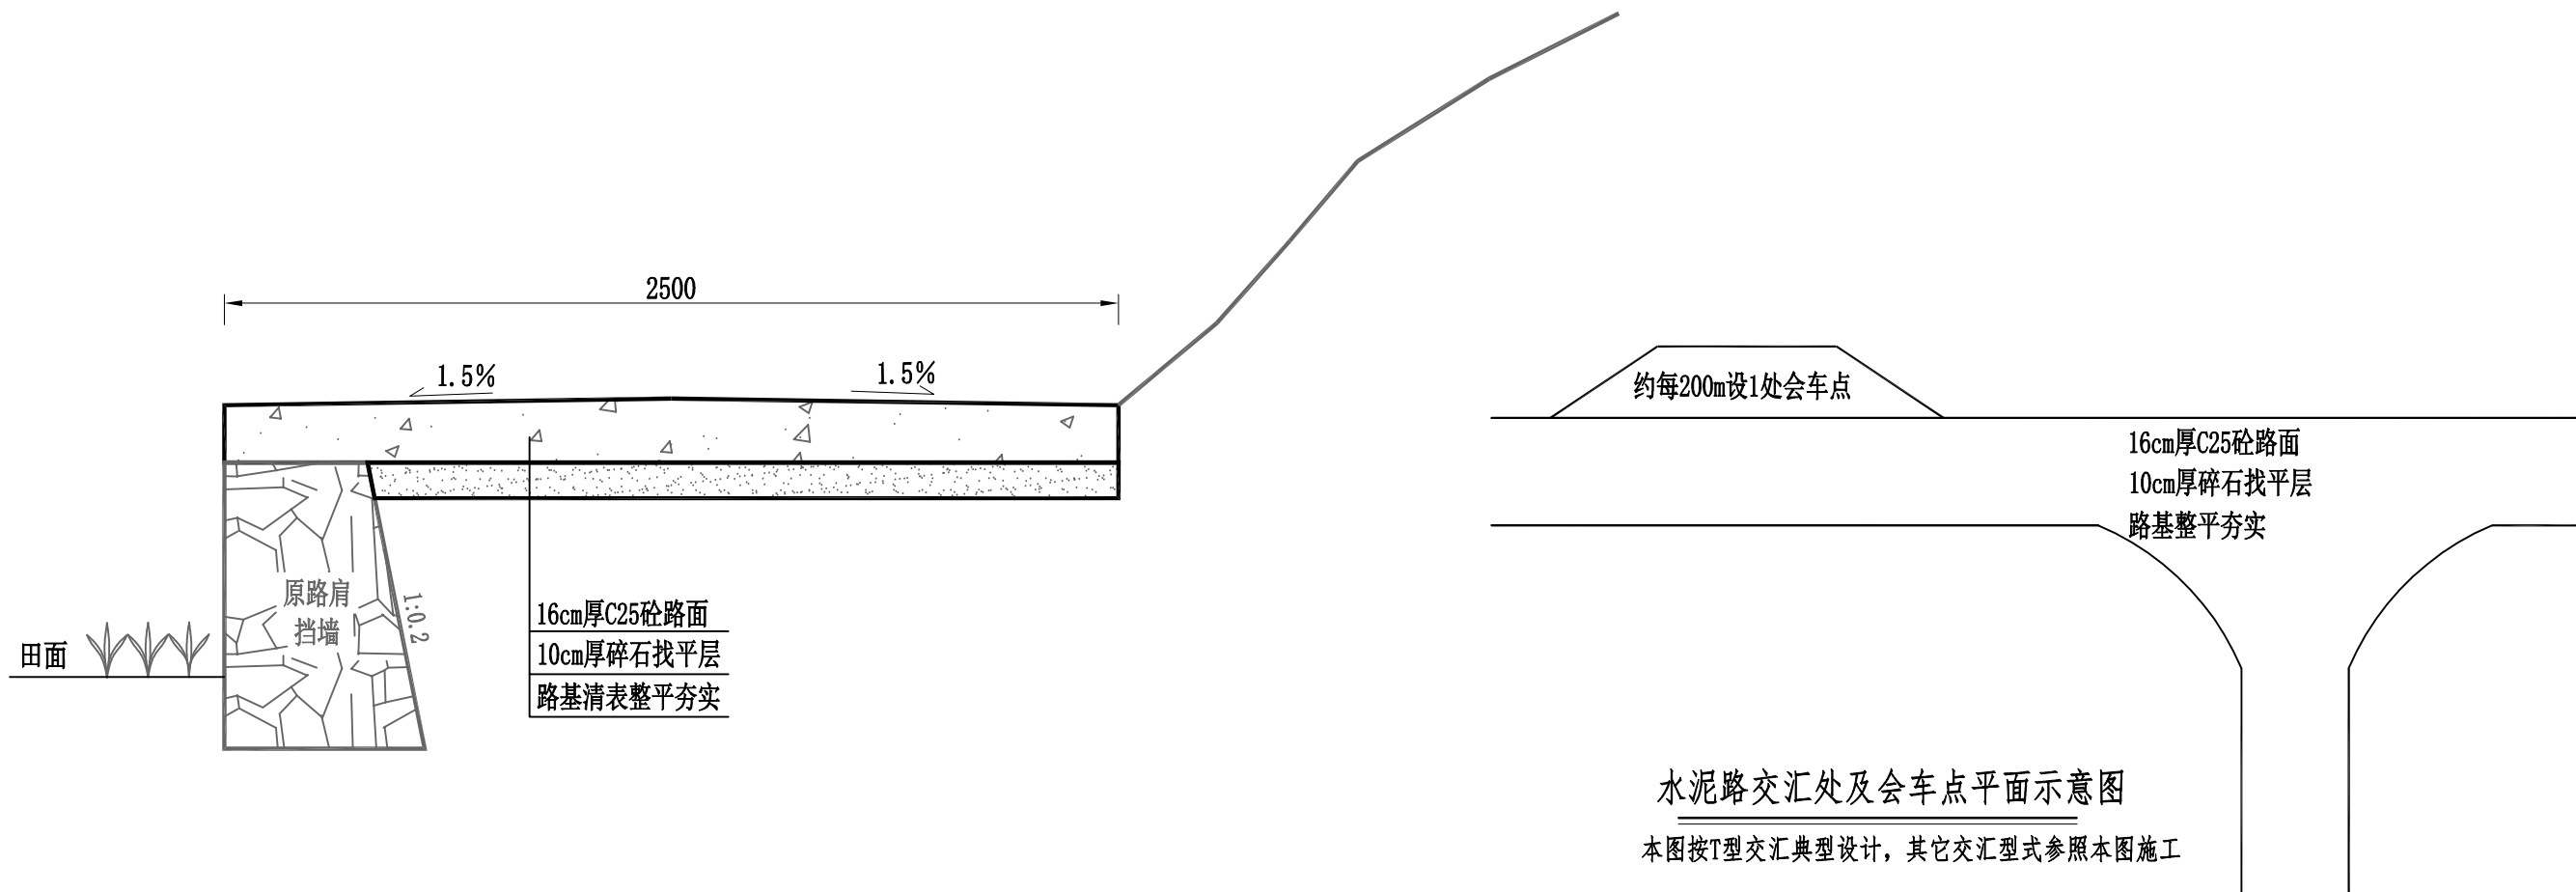 2500
1.5%
1.5%
原路肩
挡墙
1:0.2
田面
16cm厚C25砼路面
10cm厚碎石找平层
路基清表整平夯实
约每200m设1处会车点
16cm厚C25砼路面
10cm厚碎石找平层
路基整平夯实
水泥路交汇处及会车点平面示意图
本图按T型交汇典型设计，其它交汇型式参照本图施工